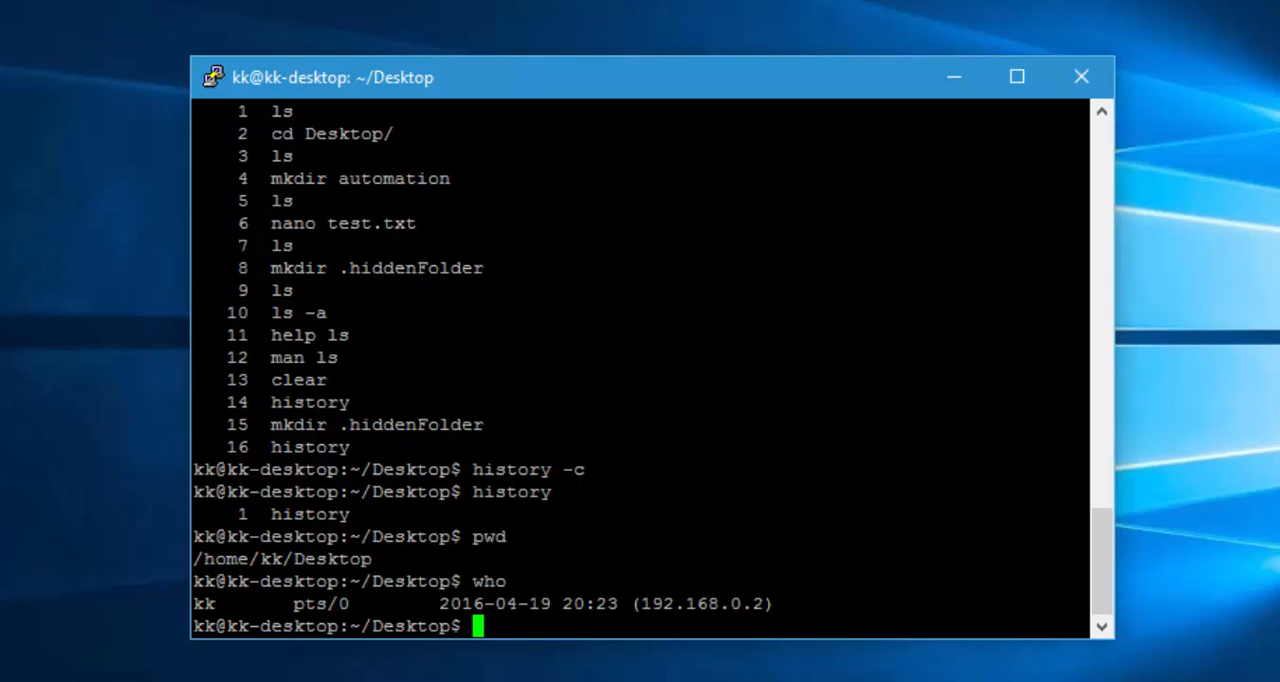 kk@kk-desktop: ~/Desktop
1 ls
2 cd Desktop/
3 ls
4 mkdir automation
5 ls
6 nano test.txt
7 ls
8 mkdir .hiddenFolder
9 ls
10 ls -a
11 help ls
12 man ls
13 clear
14 history
15 mkdir .hiddenFolder
16 history
kk@kk-desktop:~/Desktop$ history -c
kk@kk-desktop:~/Desktop$ history
1 history
kk@kk-desktop:~/Desktop$ pwd
/home/kk/Desktop
kk@kk-desktop:~/Desktop$ who
kk pts/0 2016-04-19 20:23 (192.168.0.2)
kk@kk-desktop:~/Desktop$